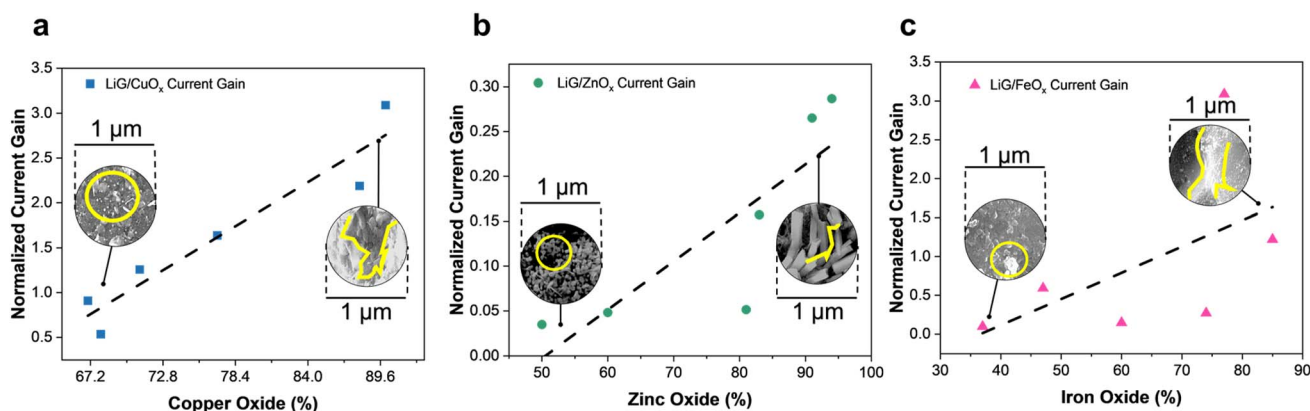 a
LiG/CuOx Current Gain
1 μm
1 μm
Normalized Current Gain
3.5
3.0
2.5
2.0
1.5
1.0
0.5
67.2 72.8 78.4 84.0 89.6
Copper Oxide (%)
b
LiG/ZnOx Current Gain
1 μm
1 μm
Normalized Current Gain
0.30
0.25
0.20
0.15
0.10
0.05
0.00
50 60 70 80 90 100
Zinc Oxide (%)
c
LiG/FeOx Current Gain
1 μm
1 μm
Normalized Current Gain
3.5
3.0
2.5
2.0
1.5
1.0
0.5
0.0
30 40 50 60 70 80 90
Iron Oxide (%)